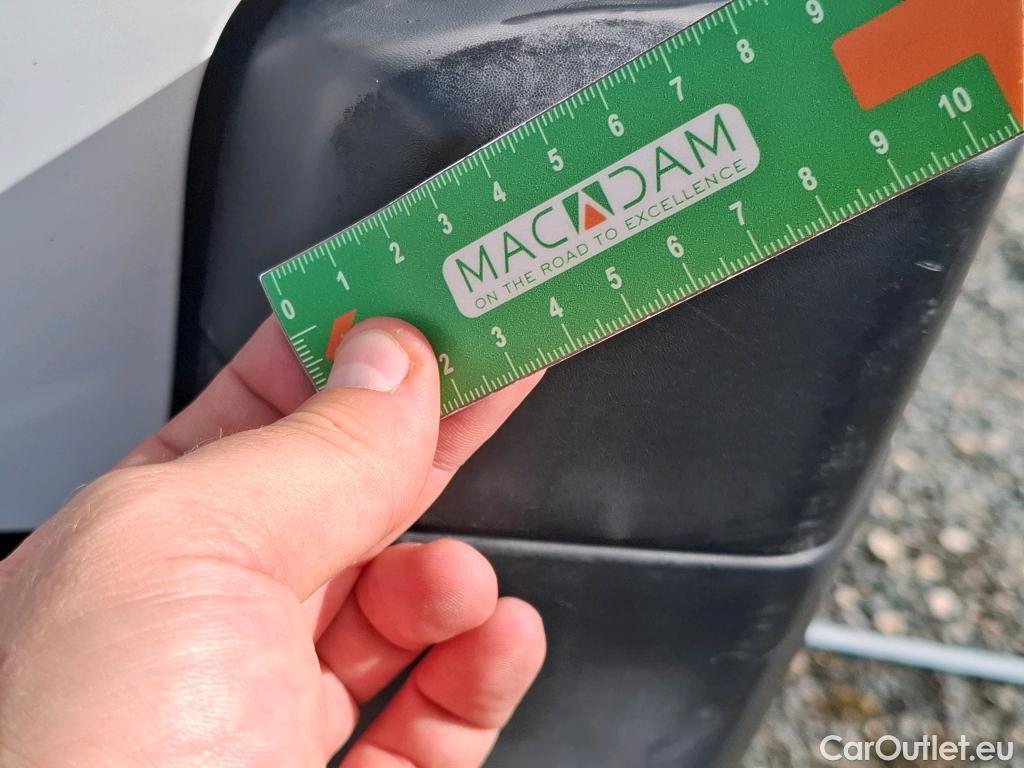 0 1 2 3 4 5 6 7 8 9
MACADAM
ON THE ROAD TO EXCELLENCE
2 3 4 5 6 7 8 9 10
CarOutlet.eu